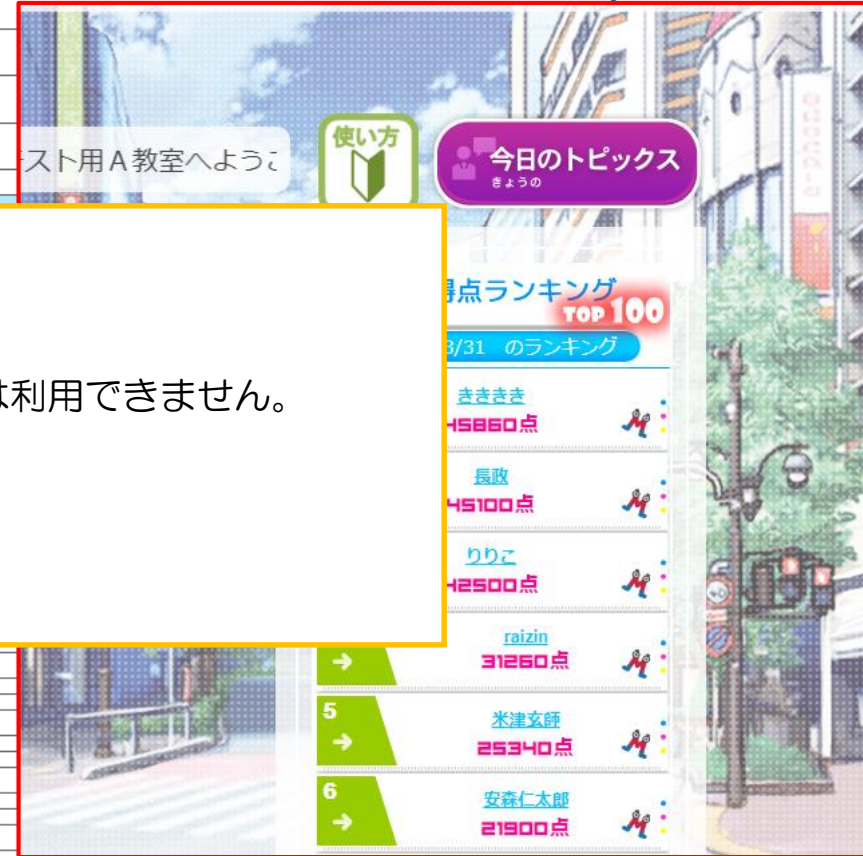 スト用A教室へようこ
使い方
今日のトピックス
きょうの
得点ランキング
TOP 100
3/31 のランキング
は利用できません。
きききき
45860点
長政
45100点
りりこ
42500点
raizin
31260点
5
米津玄師
25340点
6
安森仁太郎
21900点